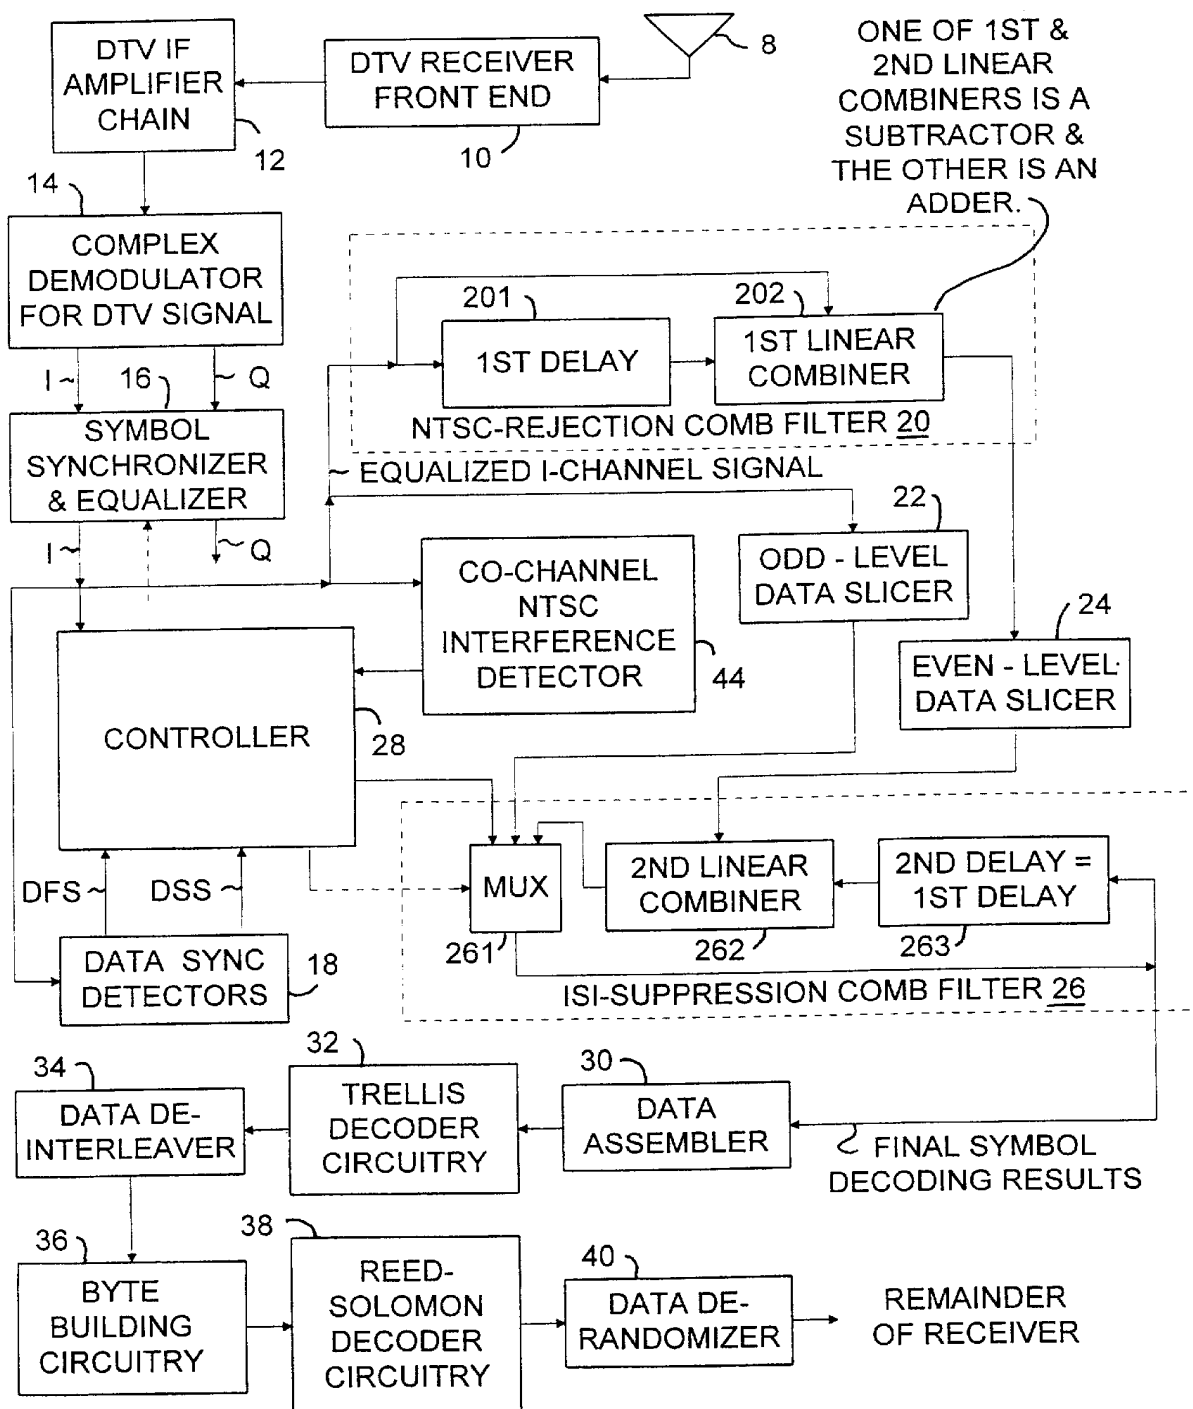 8
ONE OF 1ST &
2ND LINEAR
COMBINERS IS A
SUBTRACTOR &
THE OTHER IS AN
ADDER.
DTV IF
AMPLIFIER
CHAIN
12
DTV RECEIVER
FRONT END
10
14
COMPLEX
DEMODULATOR
FOR DTV SIGNAL
I
16
Q
201
202
1ST DELAY
1ST LINEAR
COMBINER
NTSC-REJECTION COMB FILTER 20
SYMBOL
SYNCHRONIZER
& EQUALIZER
EQUALIZED I-CHANNEL SIGNAL
I
Q
22
ODD - LEVEL
DATA SLICER
CO-CHANNEL
NTSC
INTERFERENCE
DETECTOR
44
24
EVEN - LEVEL
DATA SLICER
CONTROLLER
28
DFS
DSS
MUX
261
2ND LINEAR
COMBINER
262
2ND DELAY =
1ST DELAY
263
DATA SYNC
DETECTORS
18
ISI-SUPPRESSION COMB FILTER 26
34
32
30
DATA DE-
INTERLEAVER
TRELLIS
DECODER
CIRCUITRY
DATA
ASSEMBLER
FINAL SYMBOL
DECODING RESULTS
36
38
40
BYTE
BUILDING
CIRCUITRY
REED-
SOLOMON
DECODER
CIRCUITRY
DATA DE-
RANDOMIZER
REMAINDER
OF RECEIVER